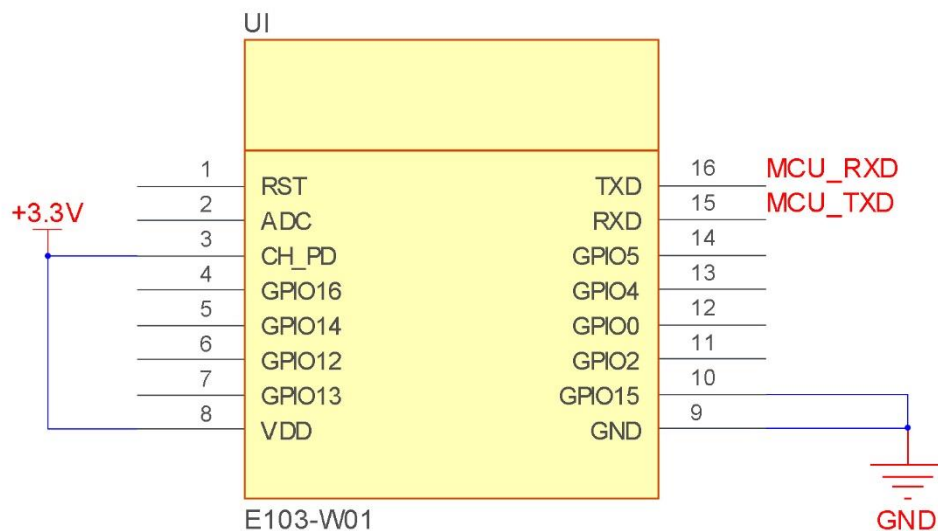 UI
1 RST TXD 16 MCU_RXD
+3.3V 2 ADC RXD 15 MCU_TXD
3 CH_PD GPIO5 14
4 GPIO16 GPIO4 13
5 GPIO14 GPIO0 12
6 GPIO12 GPIO2 11
7 GPIO13 GPIO15 10
8 VDD GND 9
E103-W01 GND